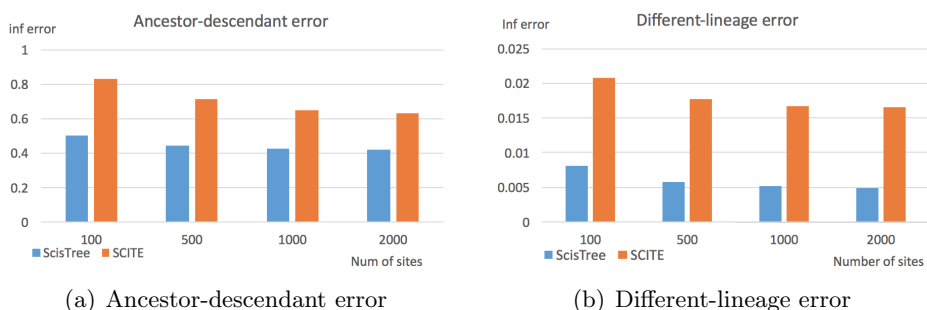 Ancestor-descendant error
inf error
1
0.8
0.6
0.4
0.2
0
100 500 1000 2000
ScisTree SCITE
Num of sites
(a) Ancestor-descendant error
Different-lineage error
Inf error
0.025
0.02
0.015
0.01
0.005
0
100 500 1000 2000
ScisTree SCITE
Number of sites
(b) Different-lineage error